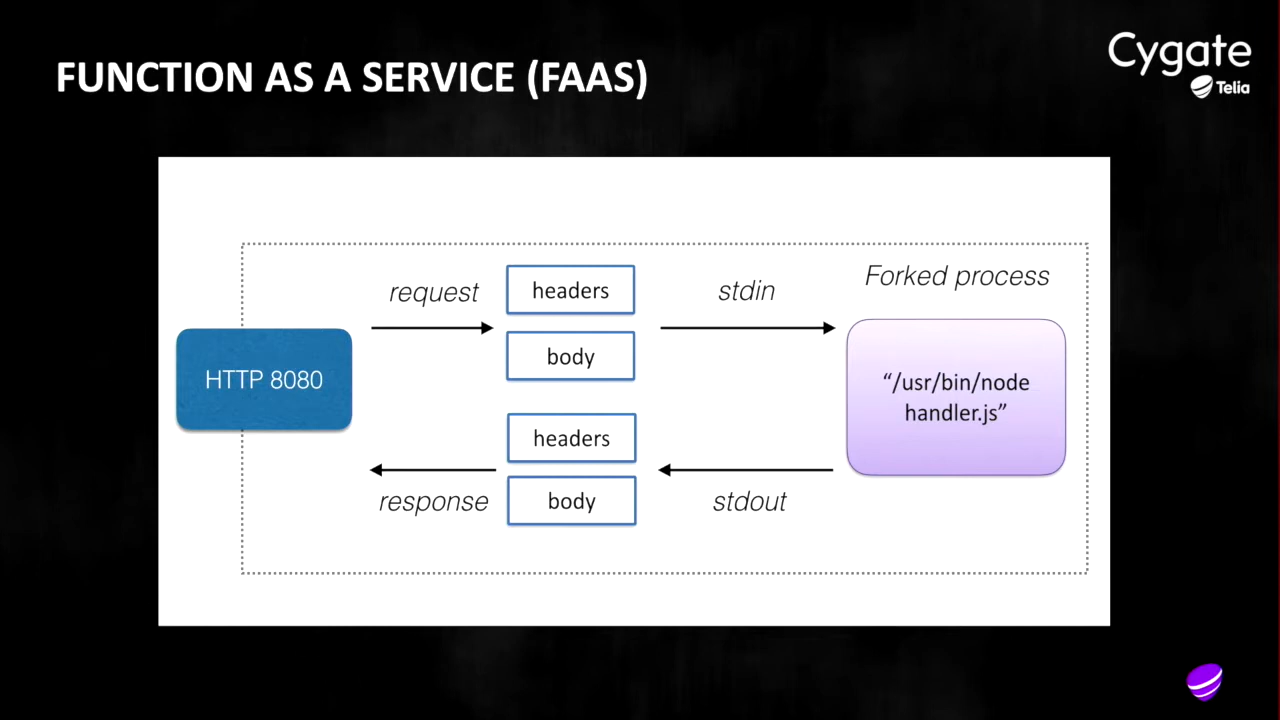 FUNCTION AS A SERVICE (FAAS)
Cygate
Telia
request
headers
stdin
Forked process
body
HTTP 8080
“/usr/bin/node
handler.js”
headers
response
body
stdout